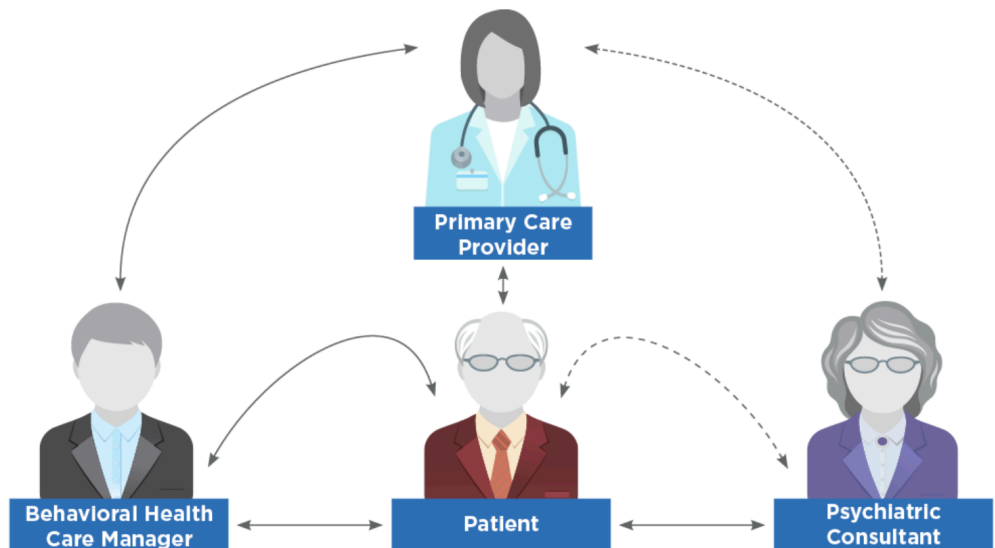 Primary Care
Provider
Behavioral Health
Care Manager
Patient
Psychiatric
Consultant